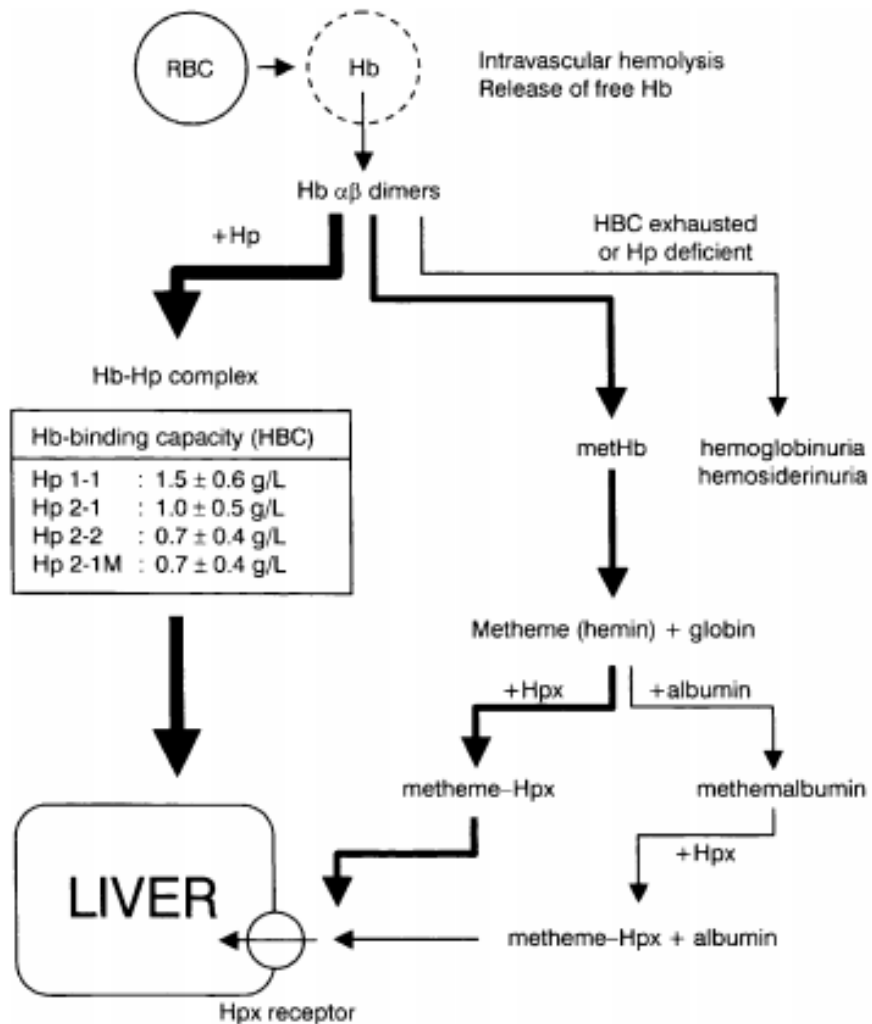 RBC
Hb
Intravascular hemolysis
Release of free Hb
Hb αβ dimers
+Hp
HBC exhausted
or Hp deficient
Hb-Hp complex
Hb-binding capacity (HBC)
Hp 1-1 : 1.5 ± 0.6 g/L
Hp 2-1 : 1.0 ± 0.5 g/L
Hp 2-2 : 0.7 ± 0.4 g/L
Hp 2-1M : 0.7 ± 0.4 g/L
metHb
hemoglobinuria
hemosiderinuria
Metheme (hemin) + globin
+Hpx
+albumin
metheme–Hpx
methemalbumin
+Hpx
LIVER
metheme–Hpx + albumin
Hpx receptor